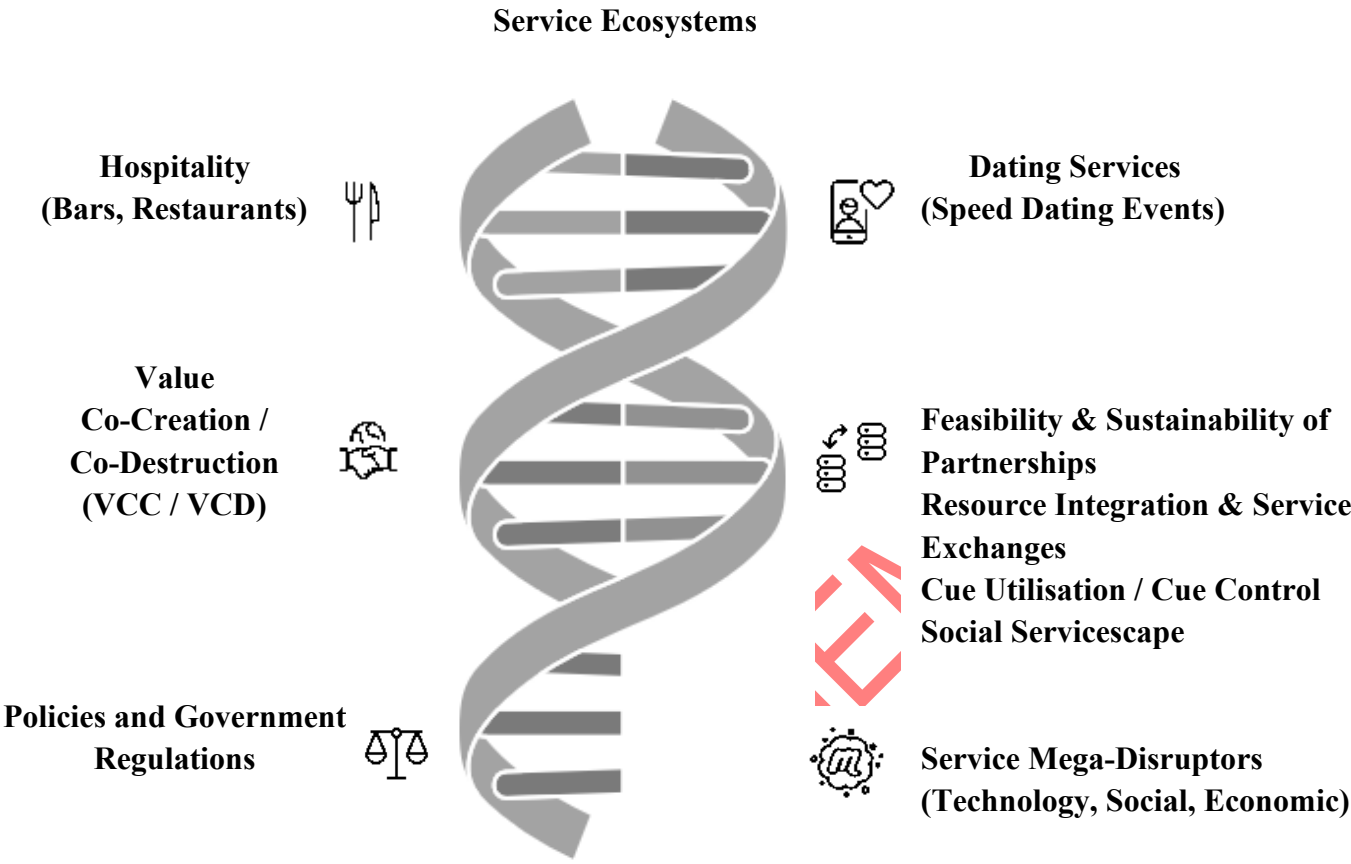 Service Ecosystems
Hospitality
(Bars, Restaurants)
Dating Services
(Speed Dating Events)
Value
Co-Creation /
Co-Destruction
(VCC / VCD)
Feasibility & Sustainability of
Partnerships
Resource Integration & Service
Exchanges
Cue Utilisation / Cue Control
Social Servicescape
Policies and Government
Regulations
Service Mega-Disruptors
(Technology, Social, Economic)